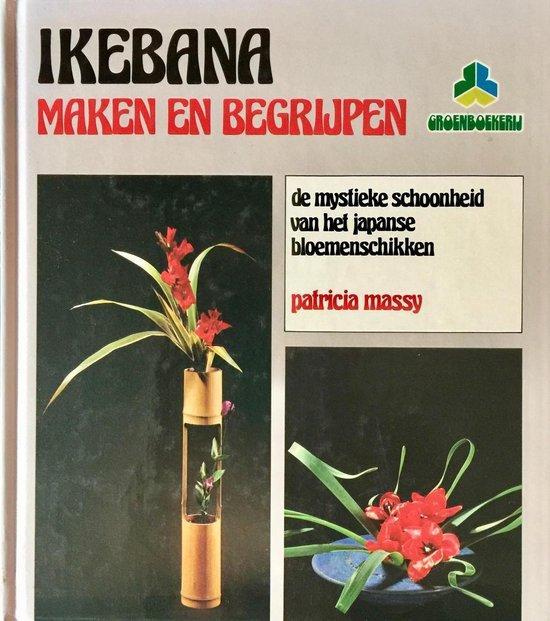 IKEBANA
MAKEN EN BEGRIJPEN
GROENBOEKERIJ
de mystieke schoonheid
van het japanse
bloemenschikken
patricia massy